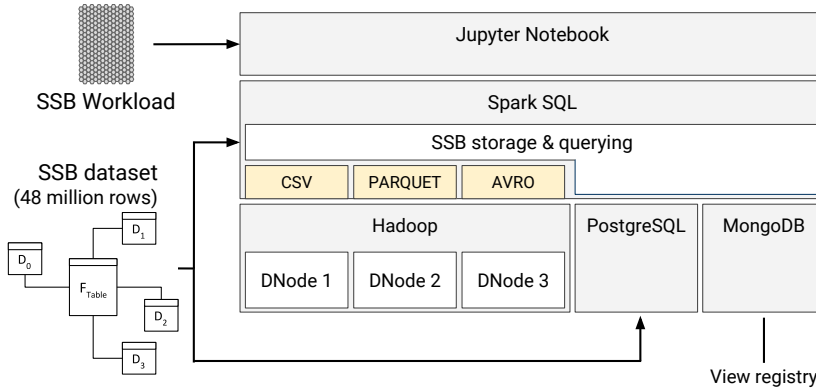 Jupyter Notebook
SSB Workload
Spark SQL
SSB storage & querying
SSB dataset
(48 million rows)
CSV PARQUET AVRO
Hadoop PostgreSQL MongoDB
D1
D0
FTable
DNode 1 DNode 2 DNode 3
D2
D3
View registry